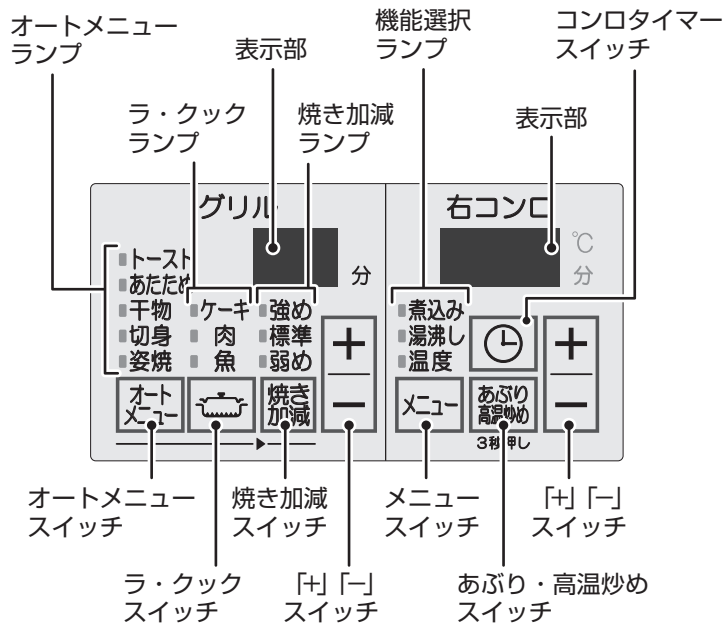 オートメニュー
ランプ
表示部
機能選択
ランプ
コンロタイマー
スイッチ
ラ・クック
ランプ
焼き加減
ランプ
表示部
グリル
トースト
あたため
干物
切身
姿焼
ケーキ
肉
魚
強め
標準
弱め
分
+
−
オート
メニュー
焼き
加減
右コンロ
℃
分
煮込み
湯沸し
温度
+
−
メニュー
あぶり
高温炒め
3秒押し
オートメニュー
スイッチ
焼き加減
スイッチ
メニュー
スイッチ
「+」「−」
スイッチ
ラ・クック
スイッチ
「+」「−」
スイッチ
あぶり・高温炒め
スイッチ